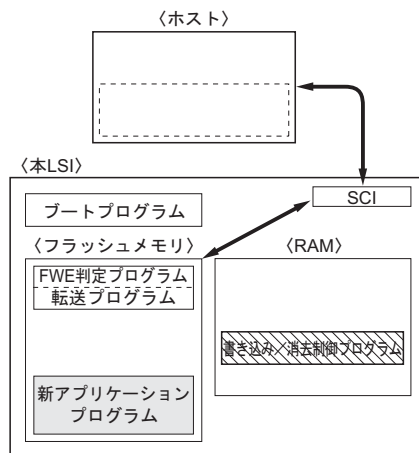 〈ホスト〉
〈本LSI〉
SCI
ブートプログラム
〈フラッシュメモリ〉
〈RAM〉
FWE判定プログラム
転送プログラム
書き込み／消去制御プログラム
新アプリケーション
プログラム